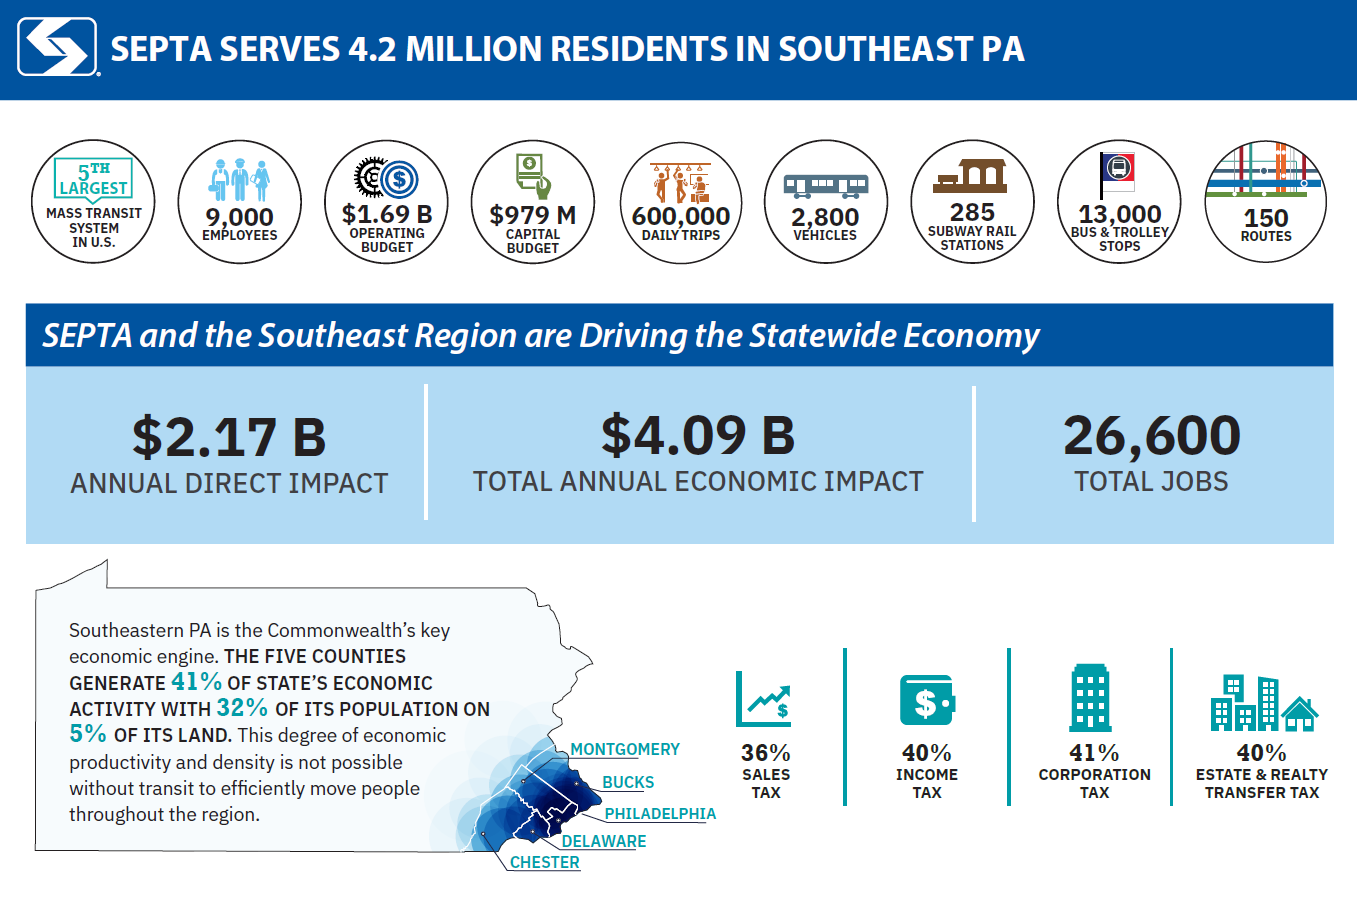 SEPTA SERVES 4.2 MILLION RESIDENTS IN SOUTHEAST PA
5TH
LARGEST
MASS TRANSIT
SYSTEM
IN U.S.
9,000
EMPLOYEES
$1.69 B
OPERATING
BUDGET
$979 M
CAPITAL
BUDGET
600,000
DAILY TRIPS
2,800
VEHICLES
285
SUBWAY RAIL
STATIONS
13,000
BUS & TROLLEY
STOPS
150
ROUTES
SEPTA and the Southeast Region are Driving the Statewide Economy
$2.17 B
ANNUAL DIRECT IMPACT
$4.09 B
TOTAL ANNUAL ECONOMIC IMPACT
26,600
TOTAL JOBS
Southeastern PA is the Commonwealth's key
economic engine. THE FIVE COUNTIES
GENERATE 41% OF STATE'S ECONOMIC
ACTIVITY WITH 32% OF ITS POPULATION ON
5% OF ITS LAND. This degree of economic
productivity and density is not possible
without transit to efficiently move people
throughout the region.
MONTGOMERY
BUCKS
PHILADELPHIA
DELAWARE
CHESTER
36%
SALES
TAX
40%
INCOME
TAX
41%
CORPORATION
TAX
40%
ESTATE & REALTY
TRANSFER TAX